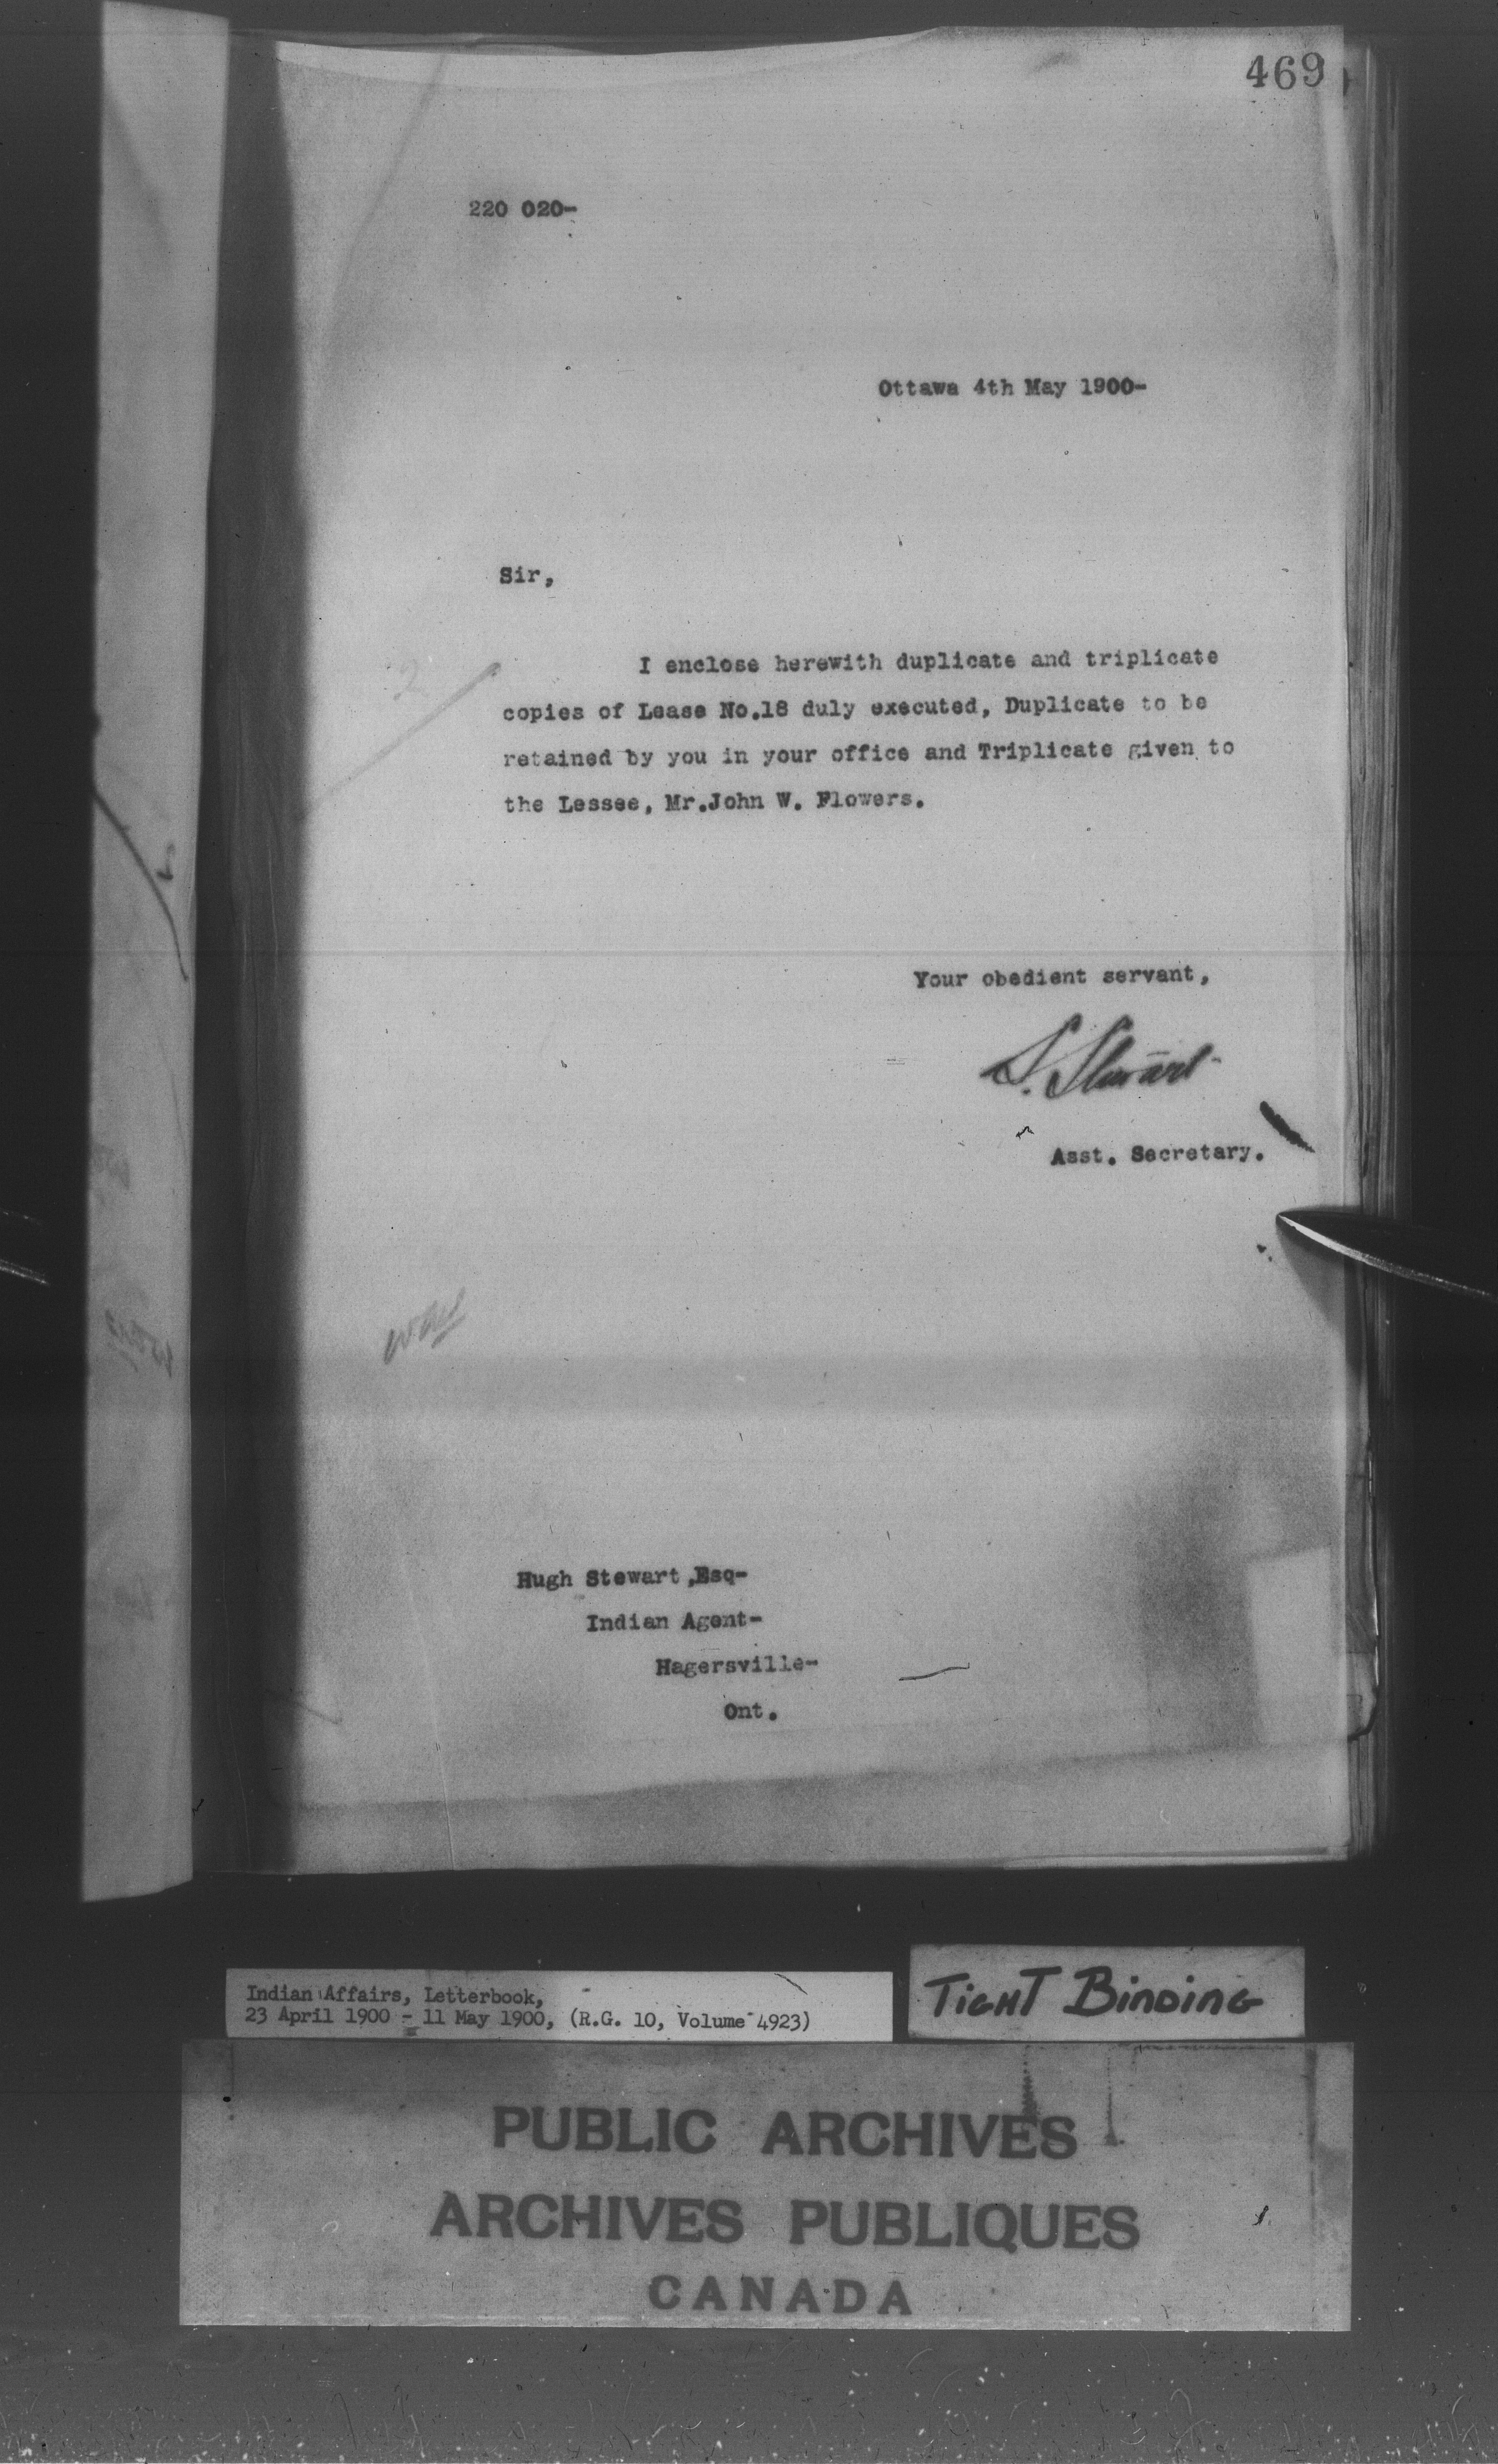 469
220 020-
Ottawa 4th May 1900-
Sir,
I enclose herewith duplicate and triplicate
copies of Lease No.18 duly executed, Duplicate to be
retained by you in your office and Triplicate given to
the Lessee, Mr.John W. Flowers.
Your obedient servant,
S. Stewart
Asst. Secretary.
Hugh Stewart ,Esq-
Indian Agent-
Hagersville-
Ont.
Indian Affairs, Letterbook,
23 April 1900 - 11 May 1900, (R.G. 10, Volume 4923)
TIGHT BINDING
PUBLIC ARCHIVES
ARCHIVES PUBLIQUES
CANADA